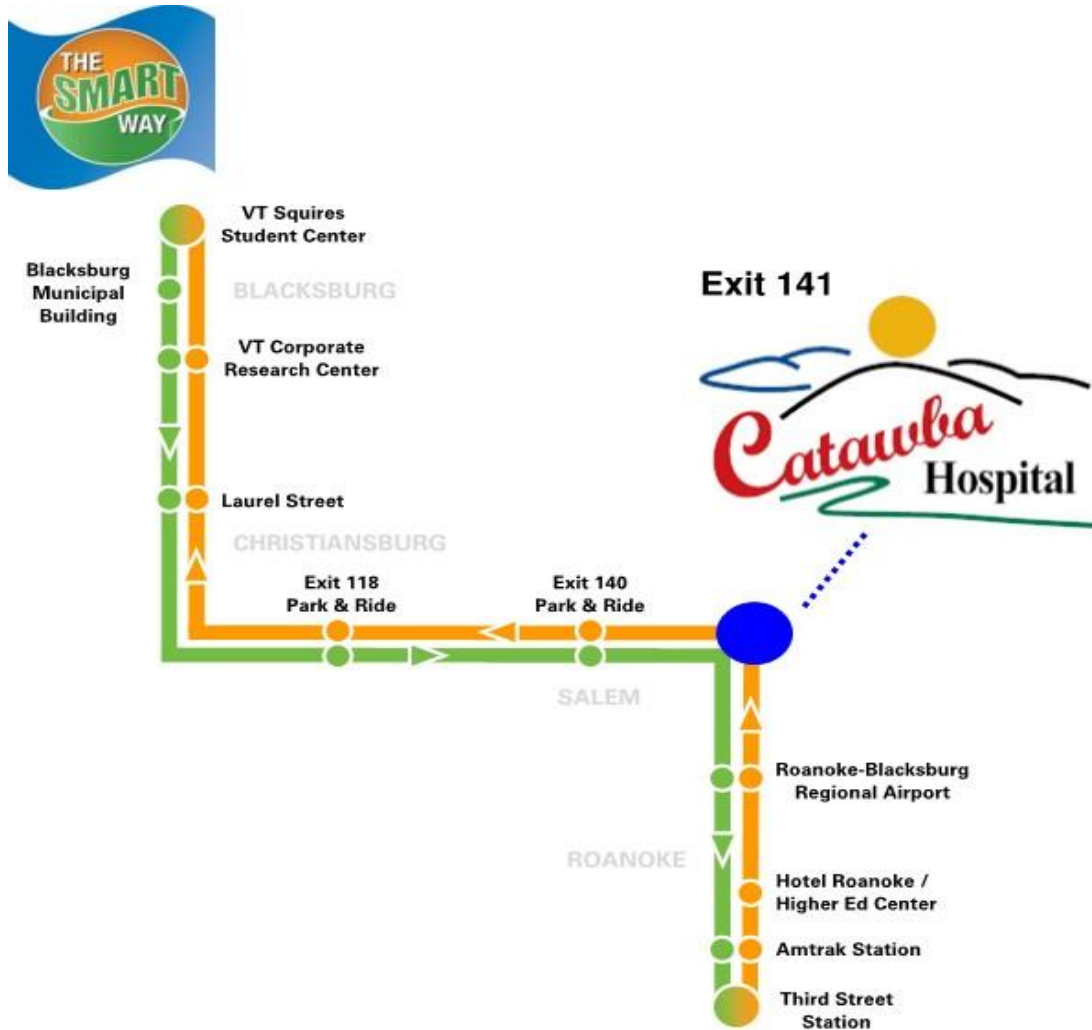 THE
SMART
WAY
VT Squires
Student Center
Blacksburg
Municipal
Building
BLACKSBURG
Exit 141
VT Corporate
Research Center
Catawba
Hospital
Laurel Street
CHRISTIANSBURG
Exit 118
Park & Ride
Exit 140
Park & Ride
SALEM
Roanoke-Blacksburg
Regional Airport
ROANOKE
Hotel Roanoke /
Higher Ed Center
Amtrak Station
Third Street
Station